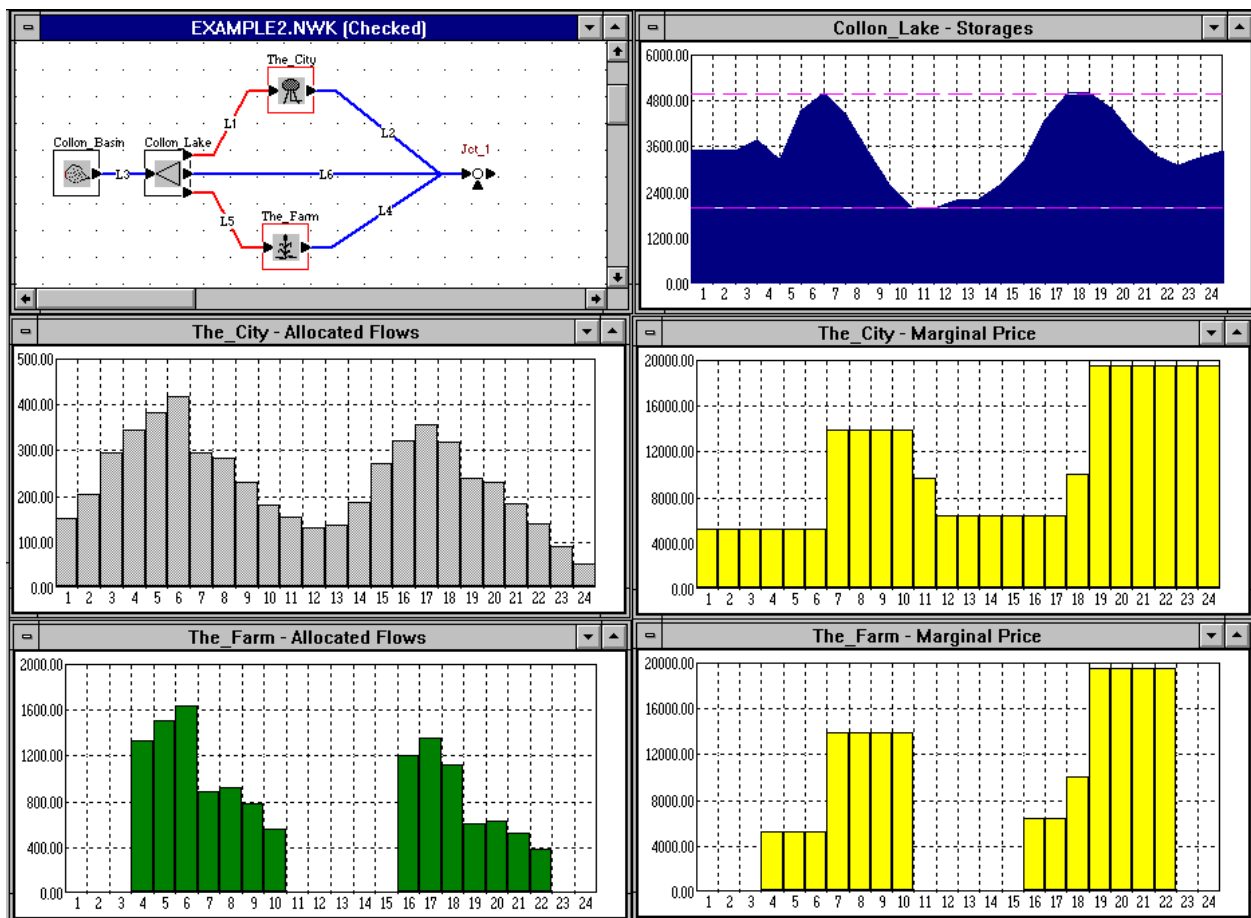 EXAMPLE2.NWK (Checked)
The_City
L1
L2
Collon_Basin
Collon_Lake
Jct_1
L3
L6
L5
L4
The_Farm
Collon_Lake - Storages
6000.00
4800.00
3600.00
2400.00
1200.00
0.00
1 2 3 4 5 6 7 8 9 10 11 12 13 14 15 16 17 18 19 20 21 22 23 24
The_City - Allocated Flows
500.00
400.00
300.00
200.00
100.00
0.00
1 2 3 4 5 6 7 8 9 10 11 12 13 14 15 16 17 18 19 20 21 22 23 24
The_City - Marginal Price
20000.00
16000.00
12000.00
8000.00
4000.00
0.00
1 2 3 4 5 6 7 8 9 10 11 12 13 14 15 16 17 18 19 20 21 22 23 24
The_Farm - Allocated Flows
2000.00
1600.00
1200.00
800.00
400.00
0.00
1 2 3 4 5 6 7 8 9 10 11 12 13 14 15 16 17 18 19 20 21 22 23 24
The_Farm - Marginal Price
20000.00
16000.00
12000.00
8000.00
4000.00
0.00
1 2 3 4 5 6 7 8 9 10 11 12 13 14 15 16 17 18 19 20 21 22 23 24